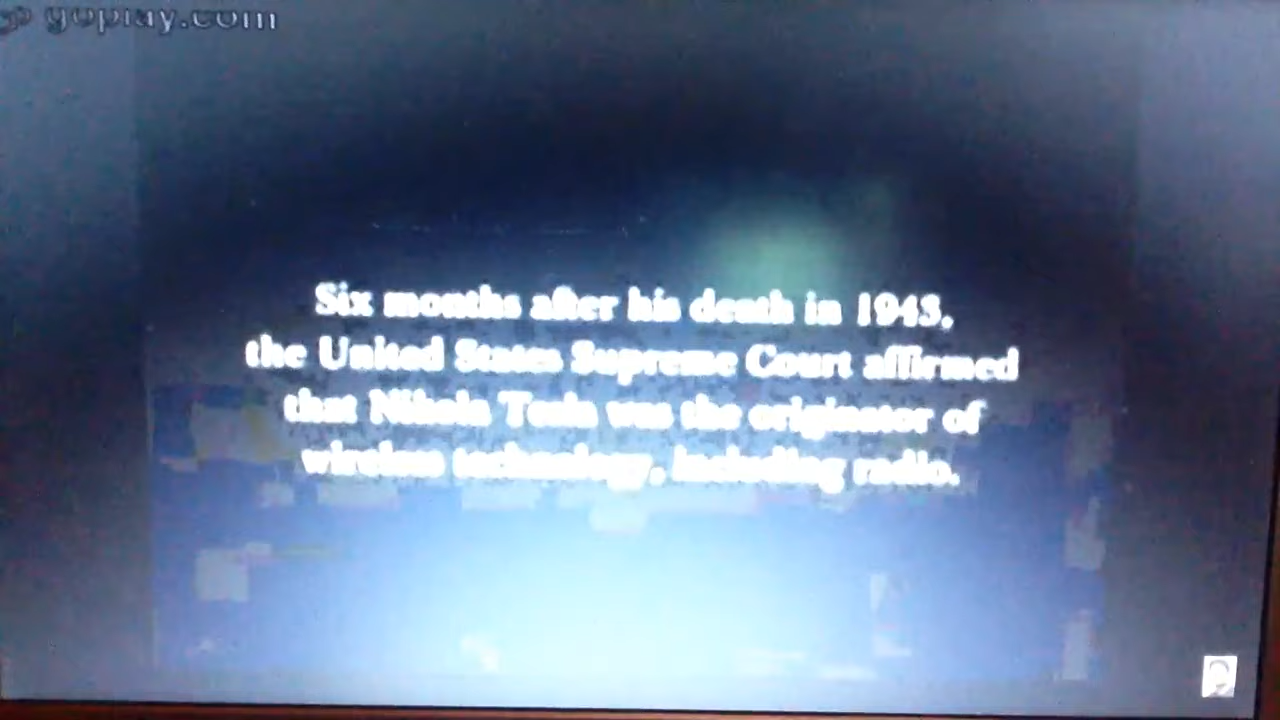 goplay.com
Six months after his death in 1943,
the United States Supreme Court affirmed
that Nikola Tesla was the originator of
wireless technology, including radio.